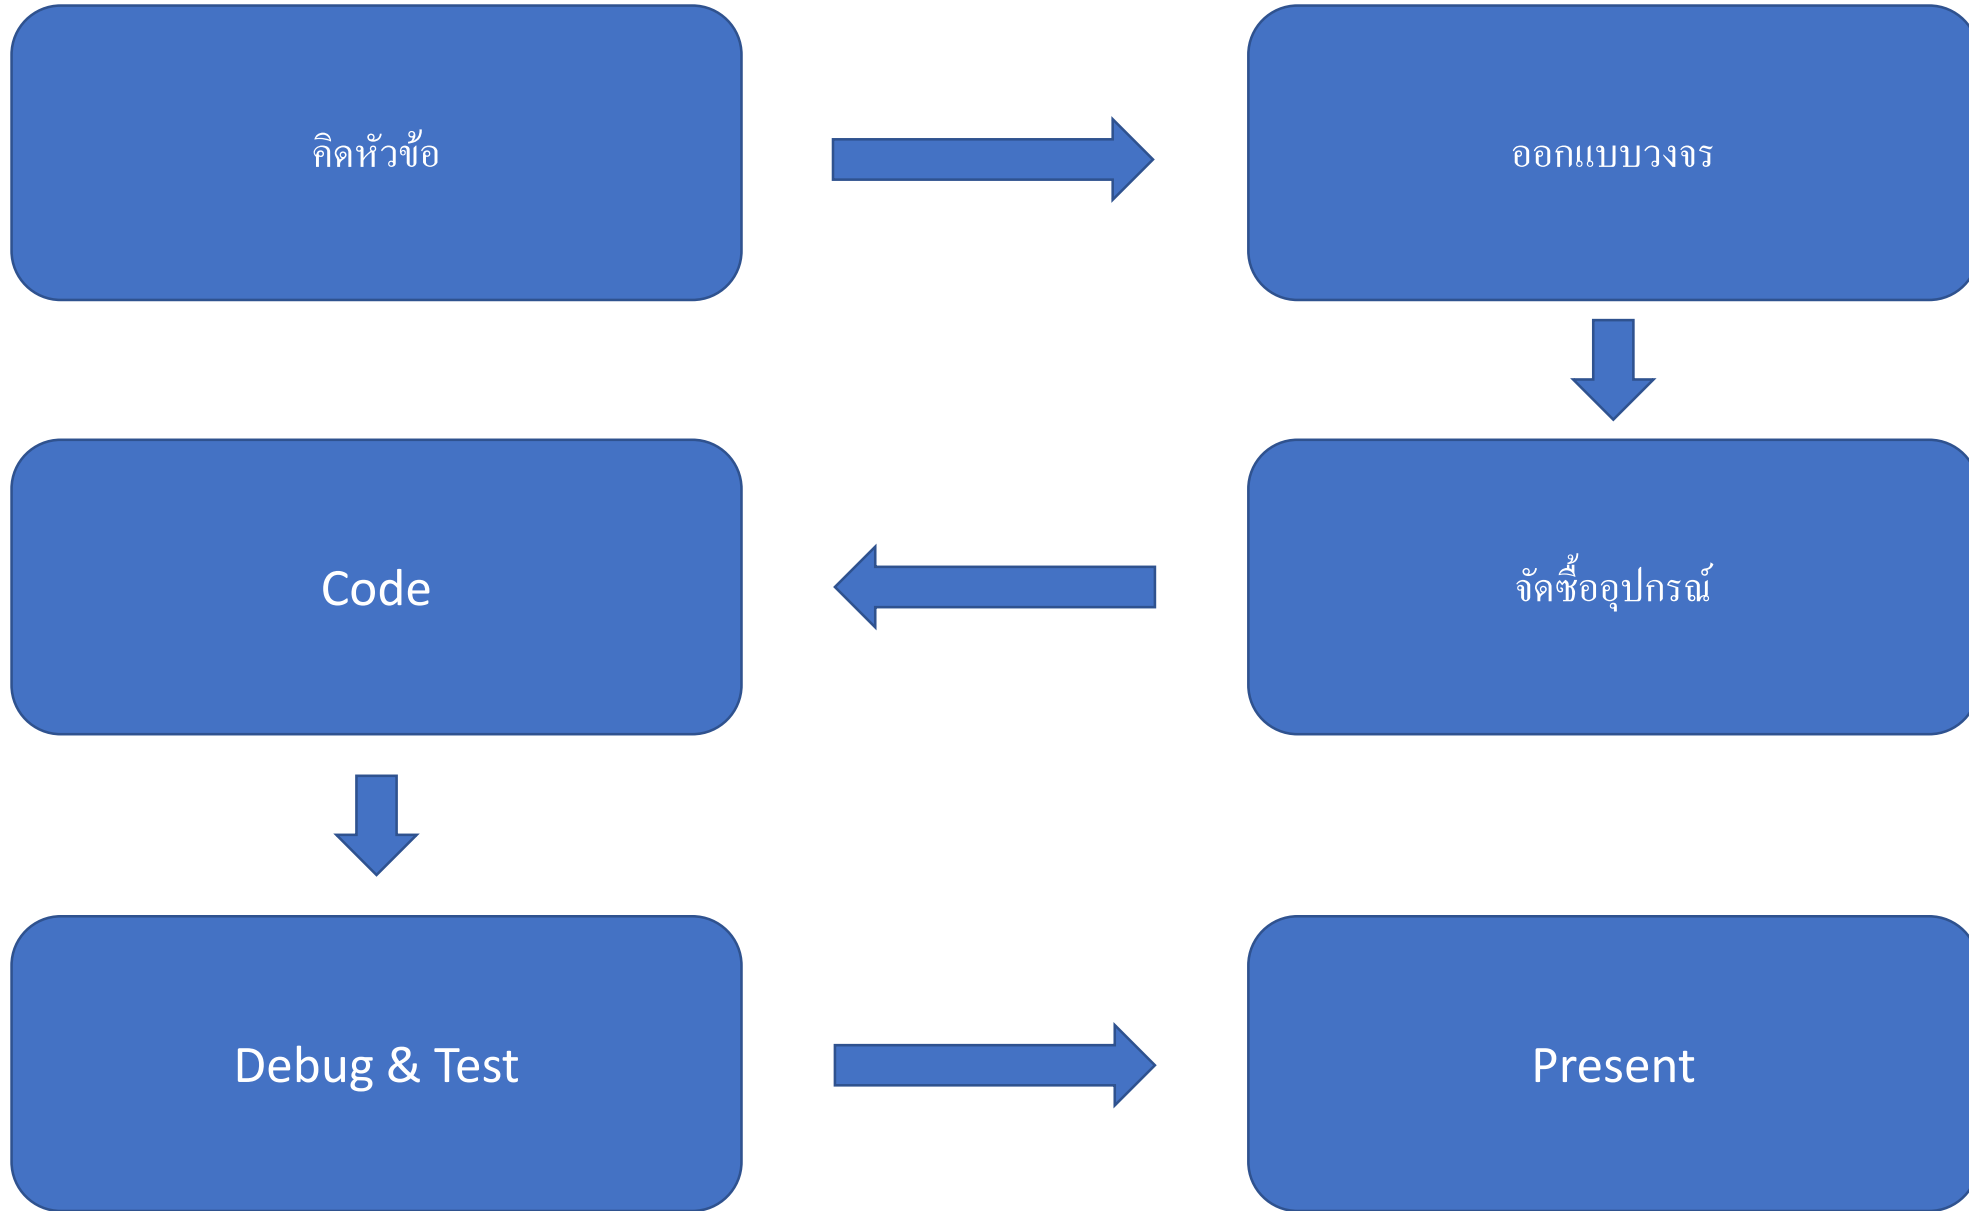 คิดหัวข้อ
ออกแบบวงจร
จัดซื้ออุปกรณ์
Code
Debug & Test
Present